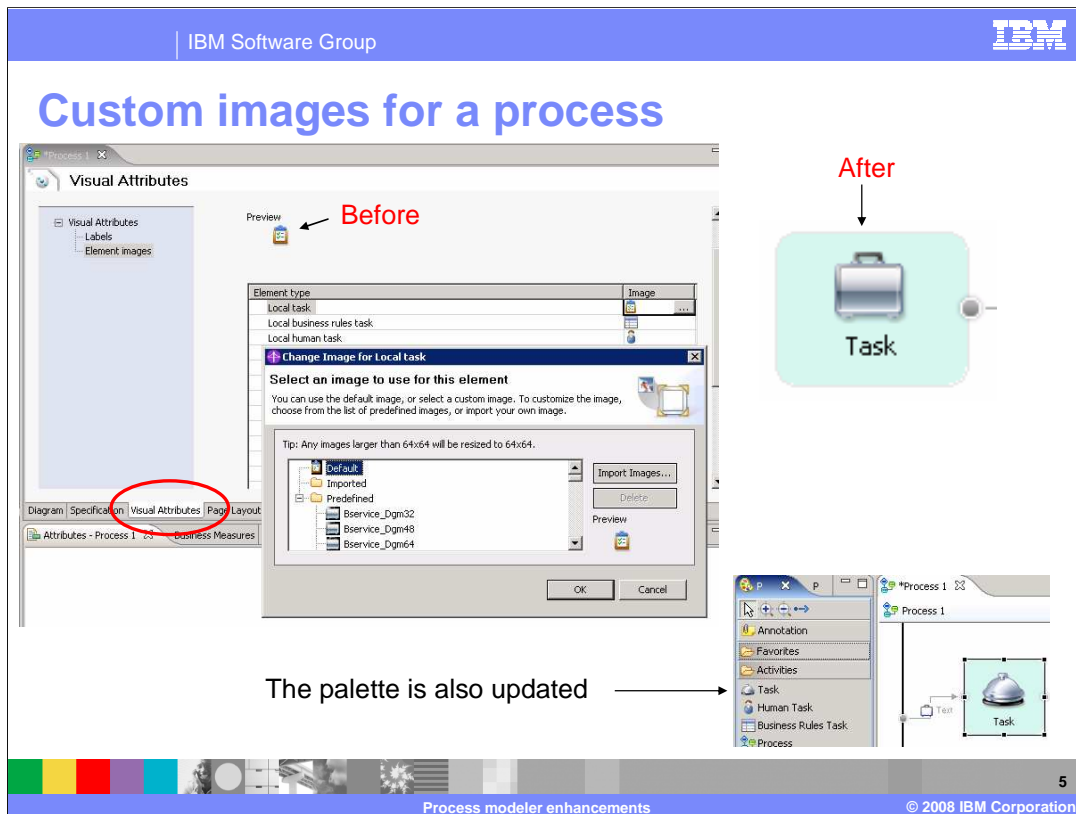 IBM Software Group
IBM
Custom images for a process
*Process 1
Visual Attributes
Visual Attributes
Labels
Element images
Preview
Before
Element type
Image
Local task
...
Local business rules task
Local human task
Change Image for Local task
Select an image to use for this element
You can use the default image, or select a custom image. To customize the image,
choose from the list of predefined images, or import your own image.
Tip: Any images larger than 64x64 will be resized to 64x64.
Default
Imported
Predefined
Bservice_Dgm32
Bservice_Dgm48
Bservice_Dgm64
Import Images...
Delete
Preview
OK
Cancel
Diagram
Specification
Visual Attributes
Page Layout
Attributes - Process 1
Business Measures
After
Task
The palette is also updated
P
P
Annotation
Favorites
Activities
Task
Human Task
Business Rules Task
Process
*Process 1
Process 1
Text
Task
5
Process modeler enhancements
© 2008 IBM Corporation